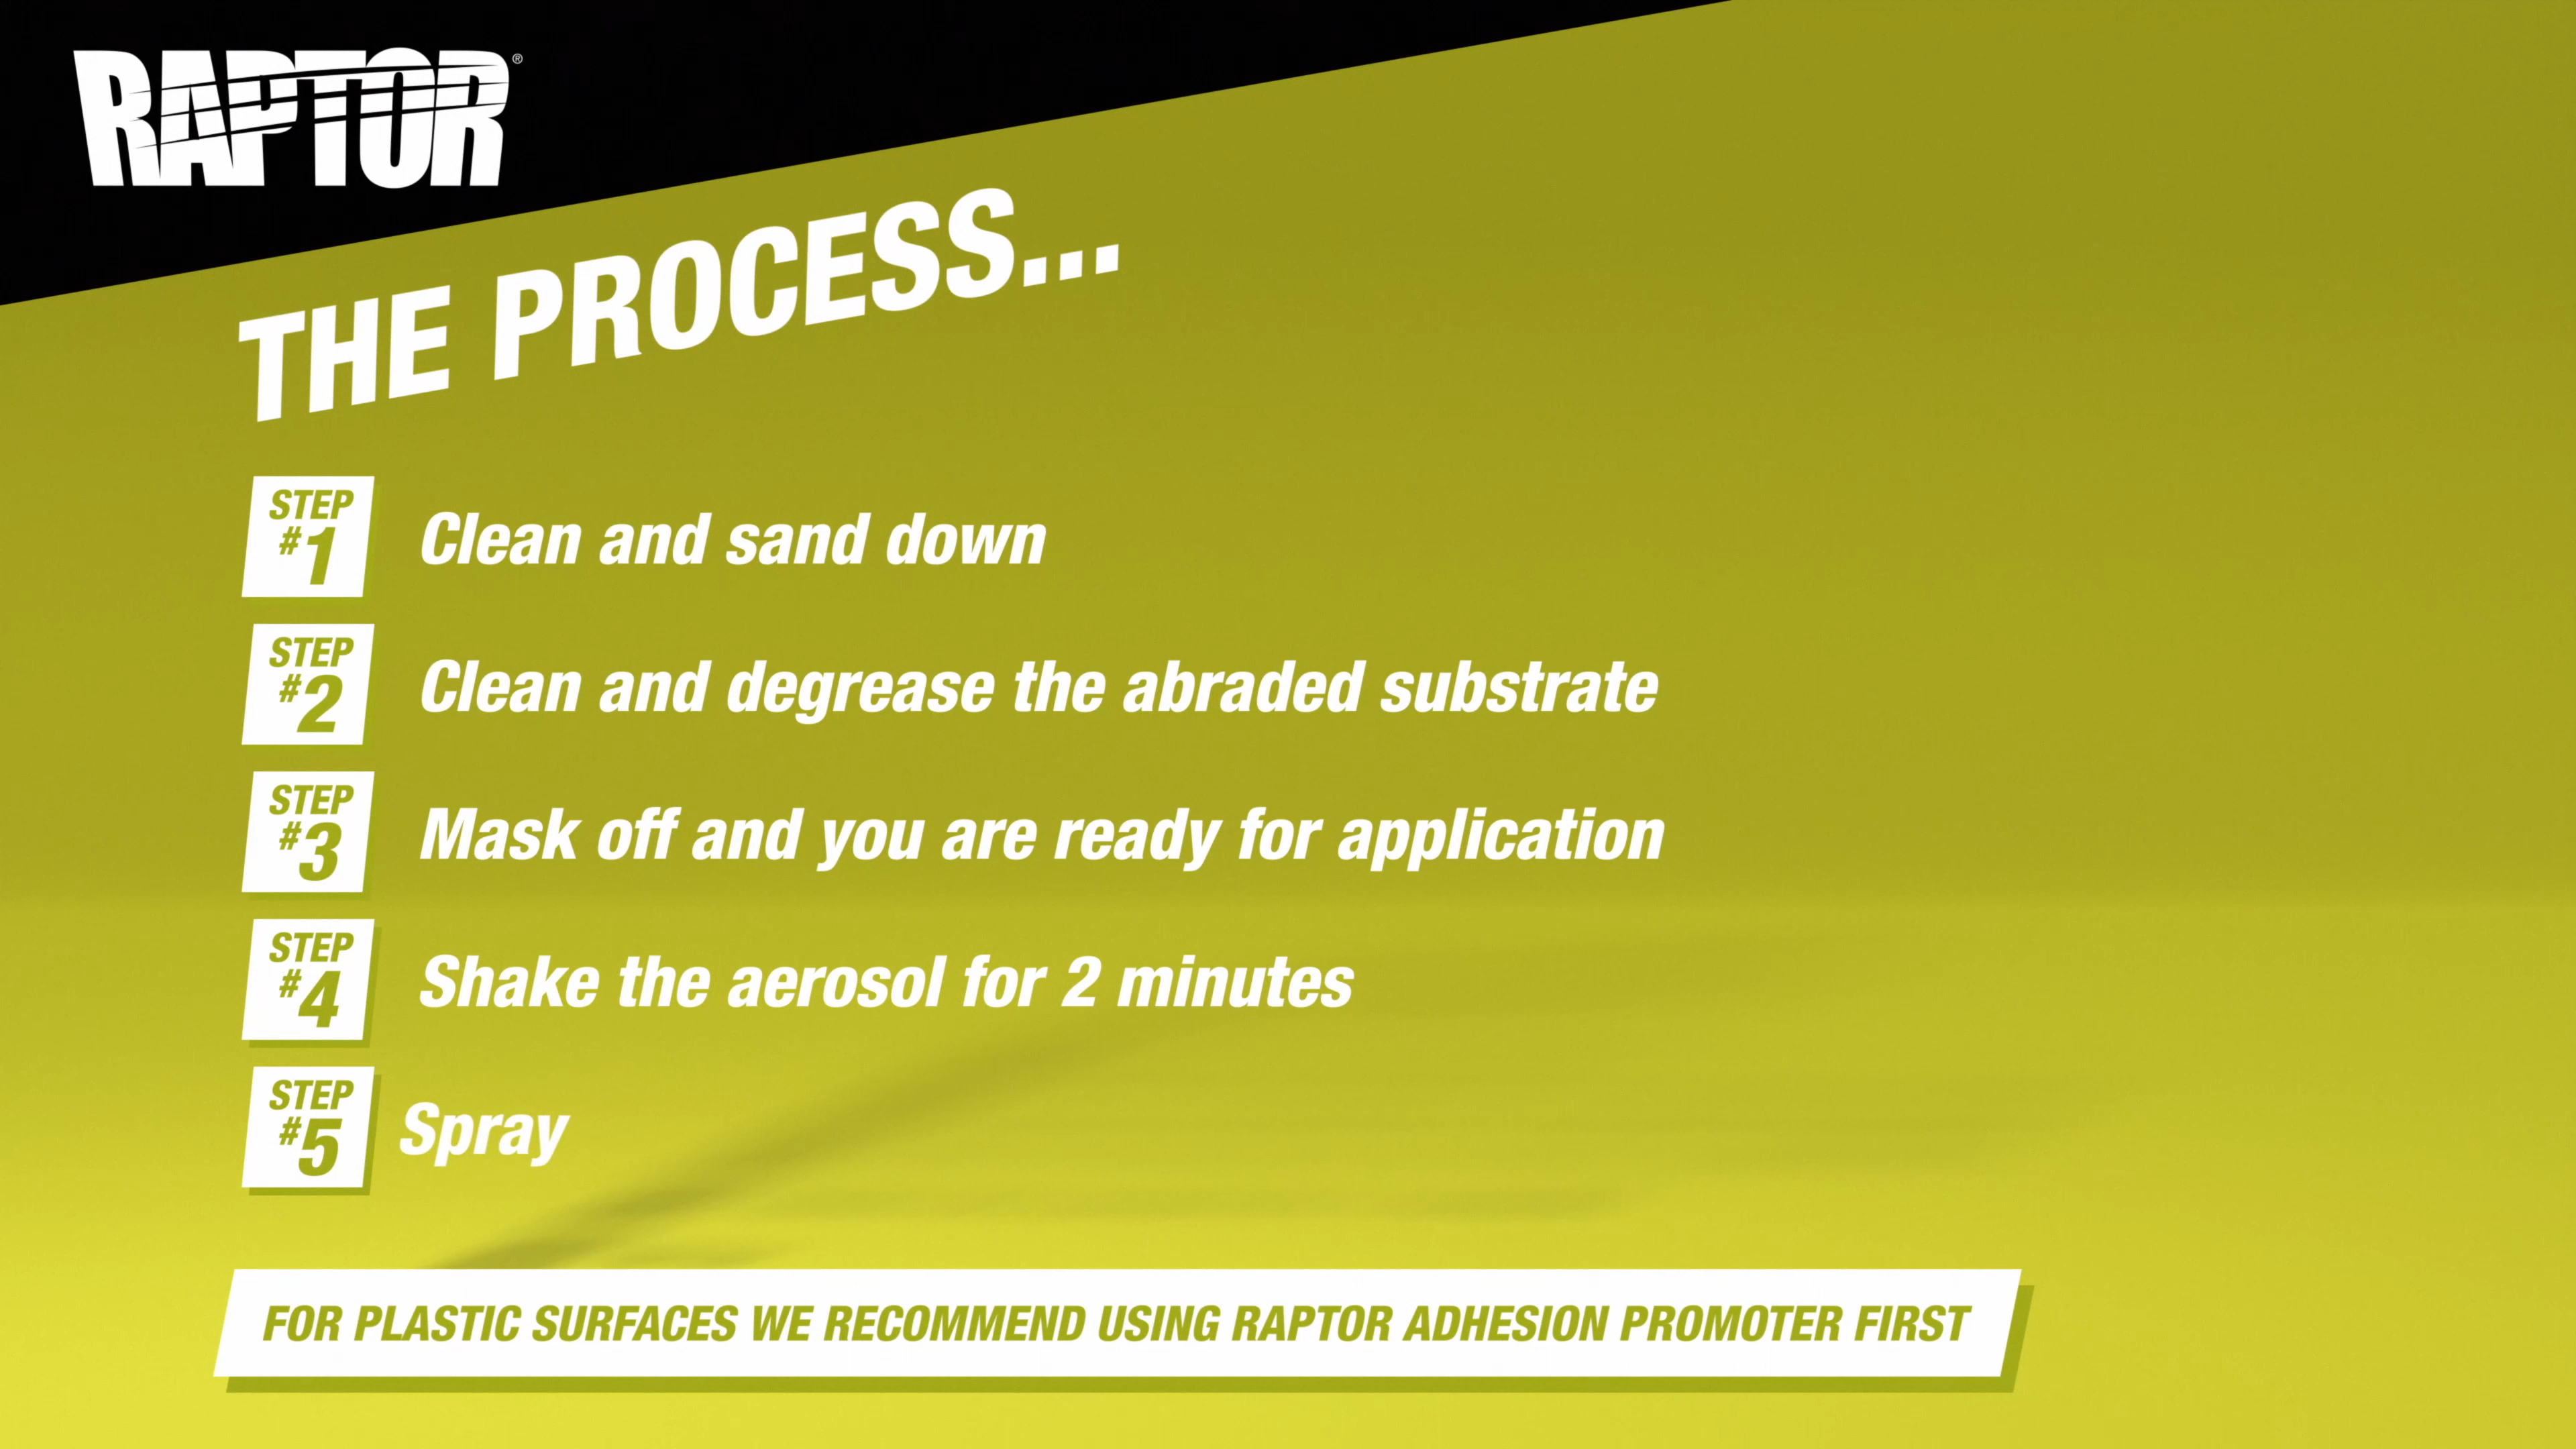 RAPTOR®
THE PROCESS...
STEP #1 Clean and sand down
STEP #2 Clean and degrease the abraded substrate
STEP #3 Mask off and you are ready for application
STEP #4 Shake the aerosol for 2 minutes
STEP #5 Spray
FOR PLASTIC SURFACES WE RECOMMEND USING RAPTOR ADHESION PROMOTER FIRST